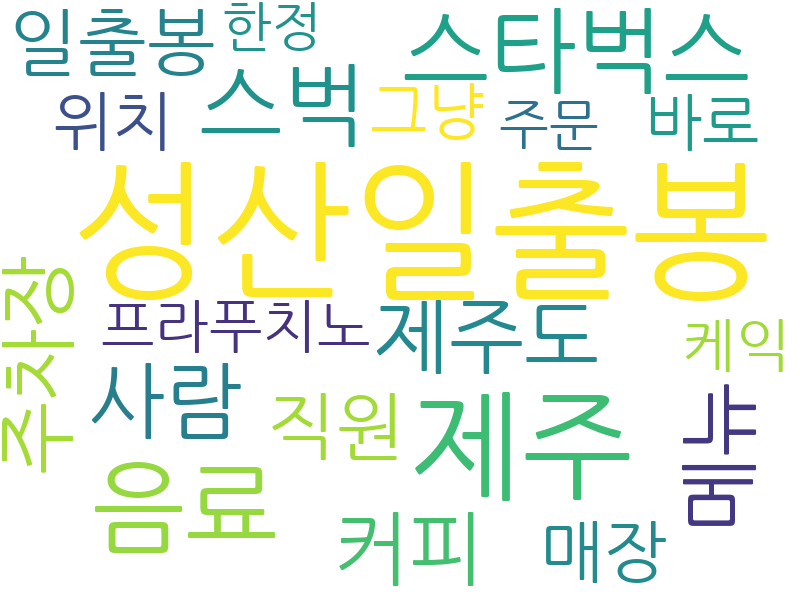 일출봉 한정 스타벅스
위치 스벅 그냥 주문 바로
성산일출봉
주차장 프라푸치노 제주도 케익
사람 직원 제주 메뉴
음료 커피 매장